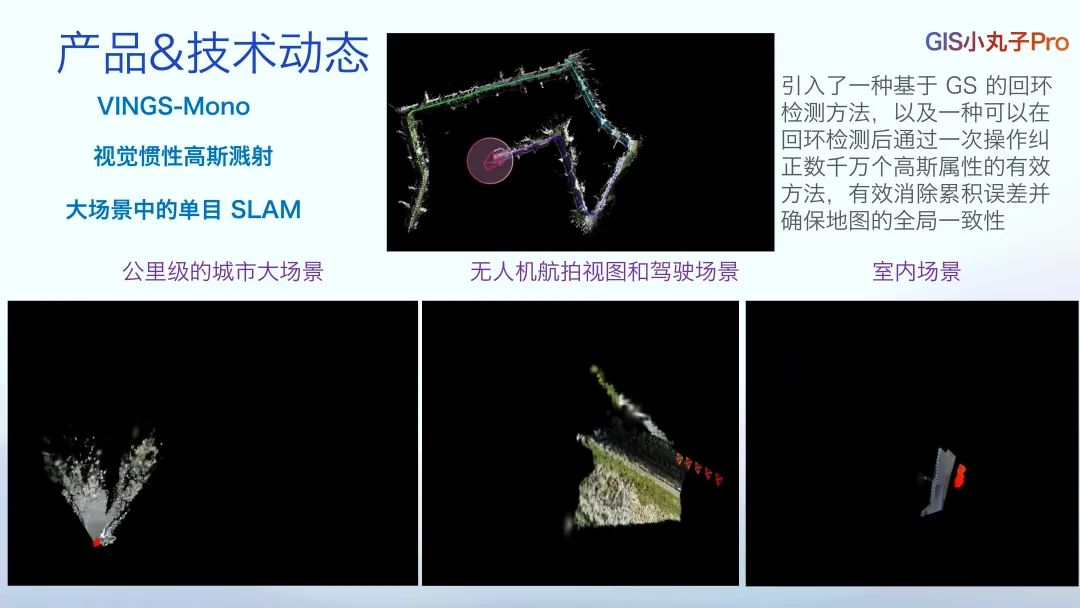 产品&技术动态
GIS小丸子Pro
VINGS-Mono
视觉惯性高斯溅射
大场景中的单目 SLAM
引入了一种基于 GS 的回环
检测方法，以及一种可以在
回环检测后通过一次操作纠
正数千万个高斯属性的有效
方法，有效消除累积误差并
确保地图的全局一致性
公里级的城市大场景
无人机航拍视图和驾驶场景
室内场景